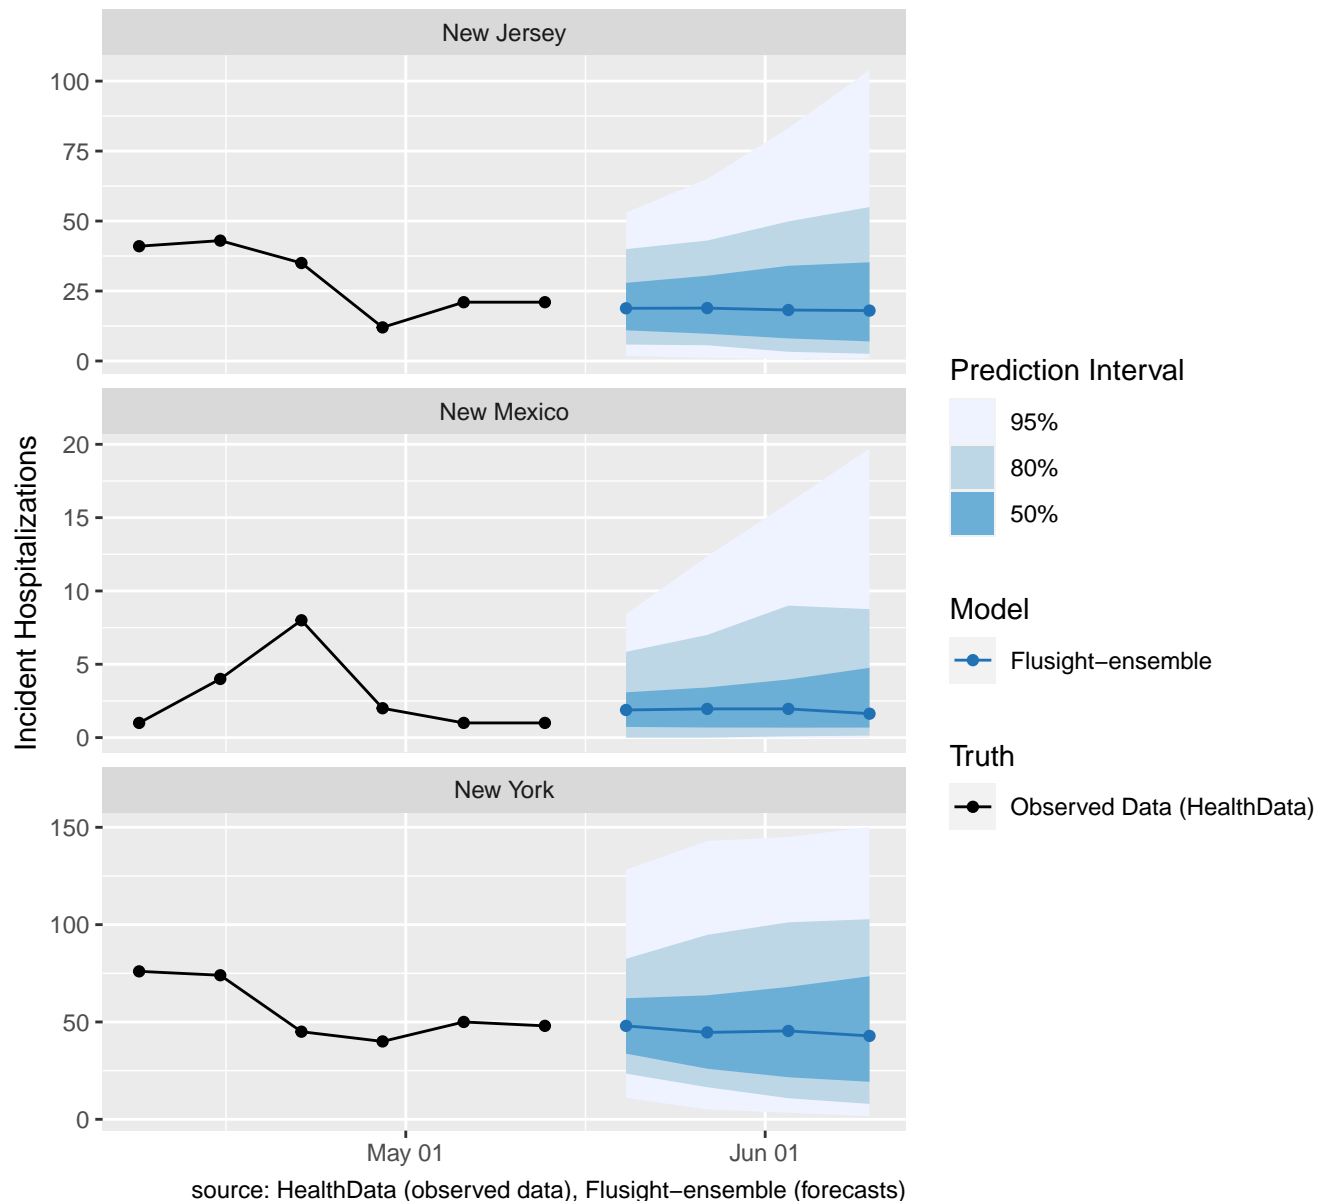 New Jersey
100
75
50
25
0
New Mexico
20
15
10
5
0
New York
150
100
50
0
May 01
Jun 01
Incident Hospitalizations
source: HealthData (observed data), Flusight−ensemble (forecasts)
Prediction Interval
95%
80%
50%
Model
Flusight−ensemble
Truth
Observed Data (HealthData)